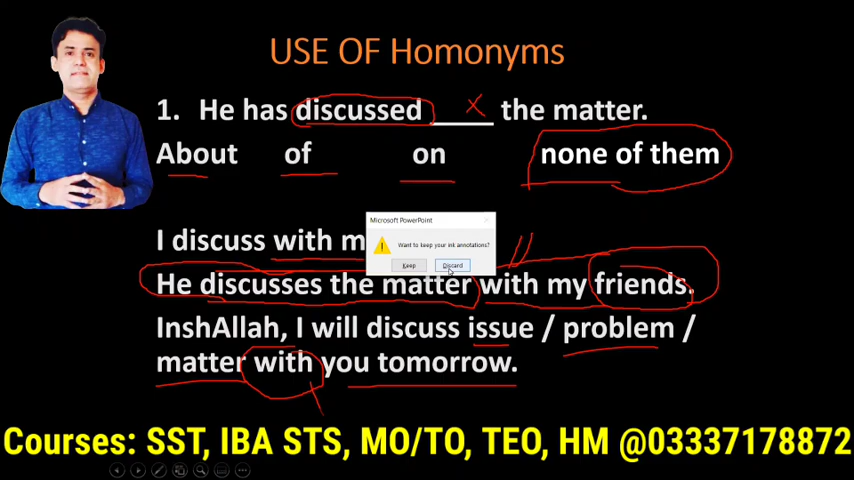 USE OF Homonyms
1. He has discussed ____ the matter.
About of on none of them
Microsoft PowerPoint
Want to keep your ink annotations?
Keep Discard
I discuss with m
He discusses the matter with my friends.
InshAllah, I will discuss issue / problem /
matter with you tomorrow.
Courses: SST, IBA STS, MO/TO, TEO, HM @03337178872